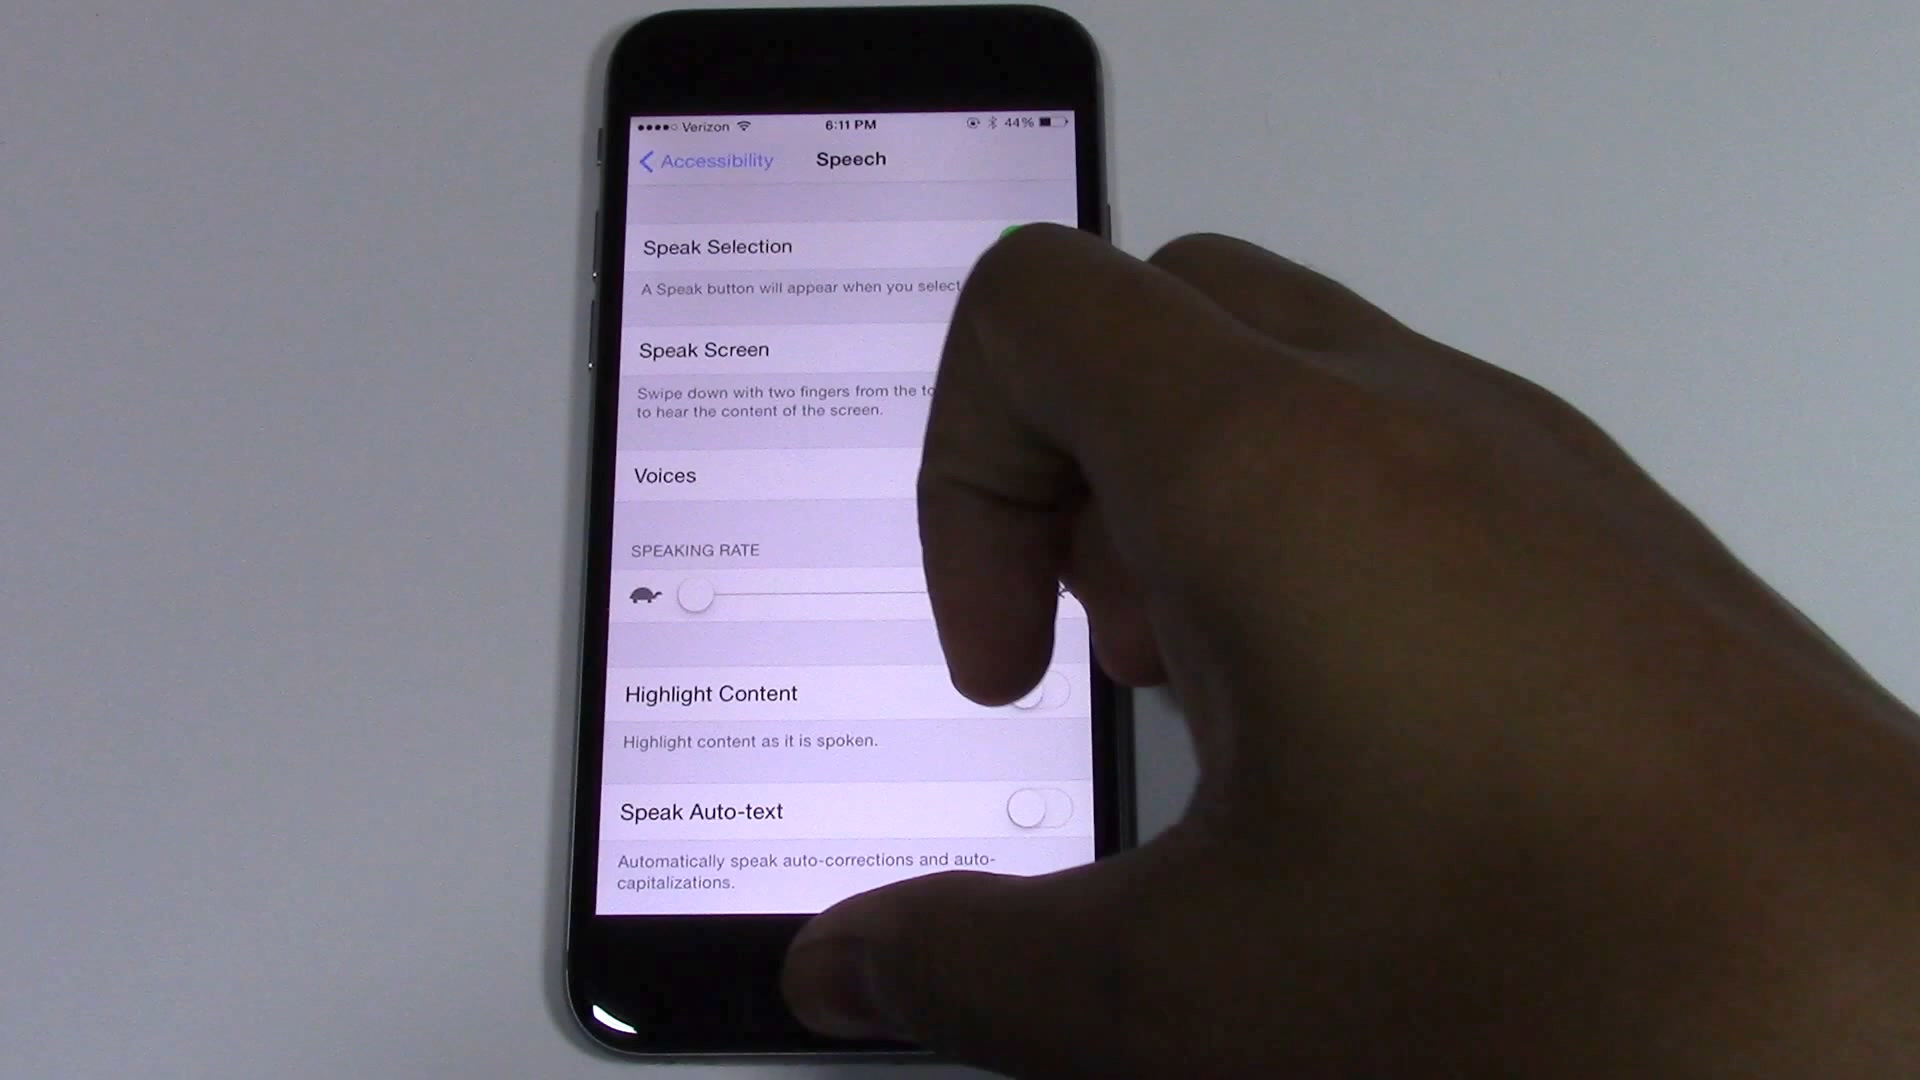 Verizon 6:11 PM 44%
Accessibility Speech
Speak Selection
A Speak button will appear when you select
Speak Screen
Swipe down with two fingers from the
to hear the content of the screen.
Voices
SPEAKING RATE
Highlight Content
Highlight content as it is spoken.
Speak Auto-text
Automatically speak auto-corrections and auto-
capitalizations.